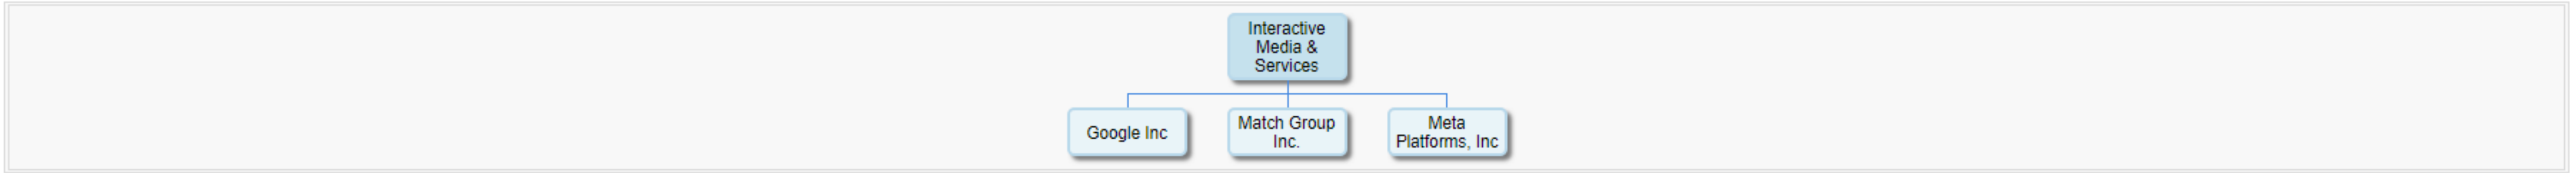 Interactive
Media &
Services
Google Inc
Match Group
Inc.
Meta
Platforms, Inc